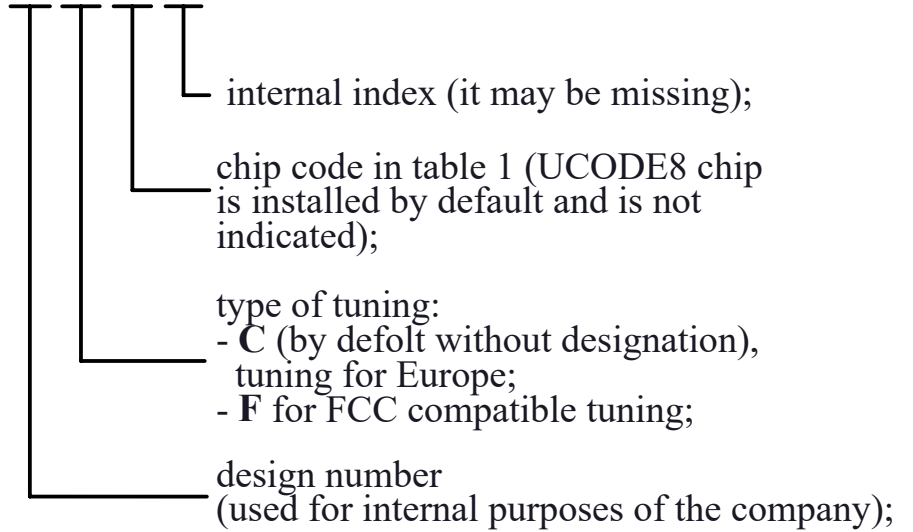 internal index (it may be missing);
chip code in table 1 (UCODE8 chip
is installed by default and is not
indicated);
type of tuning:
- C (by defolt without designation),
tuning for Europe;
- F for FCC compatible tuning;
design number
(used for internal purposes of the company);